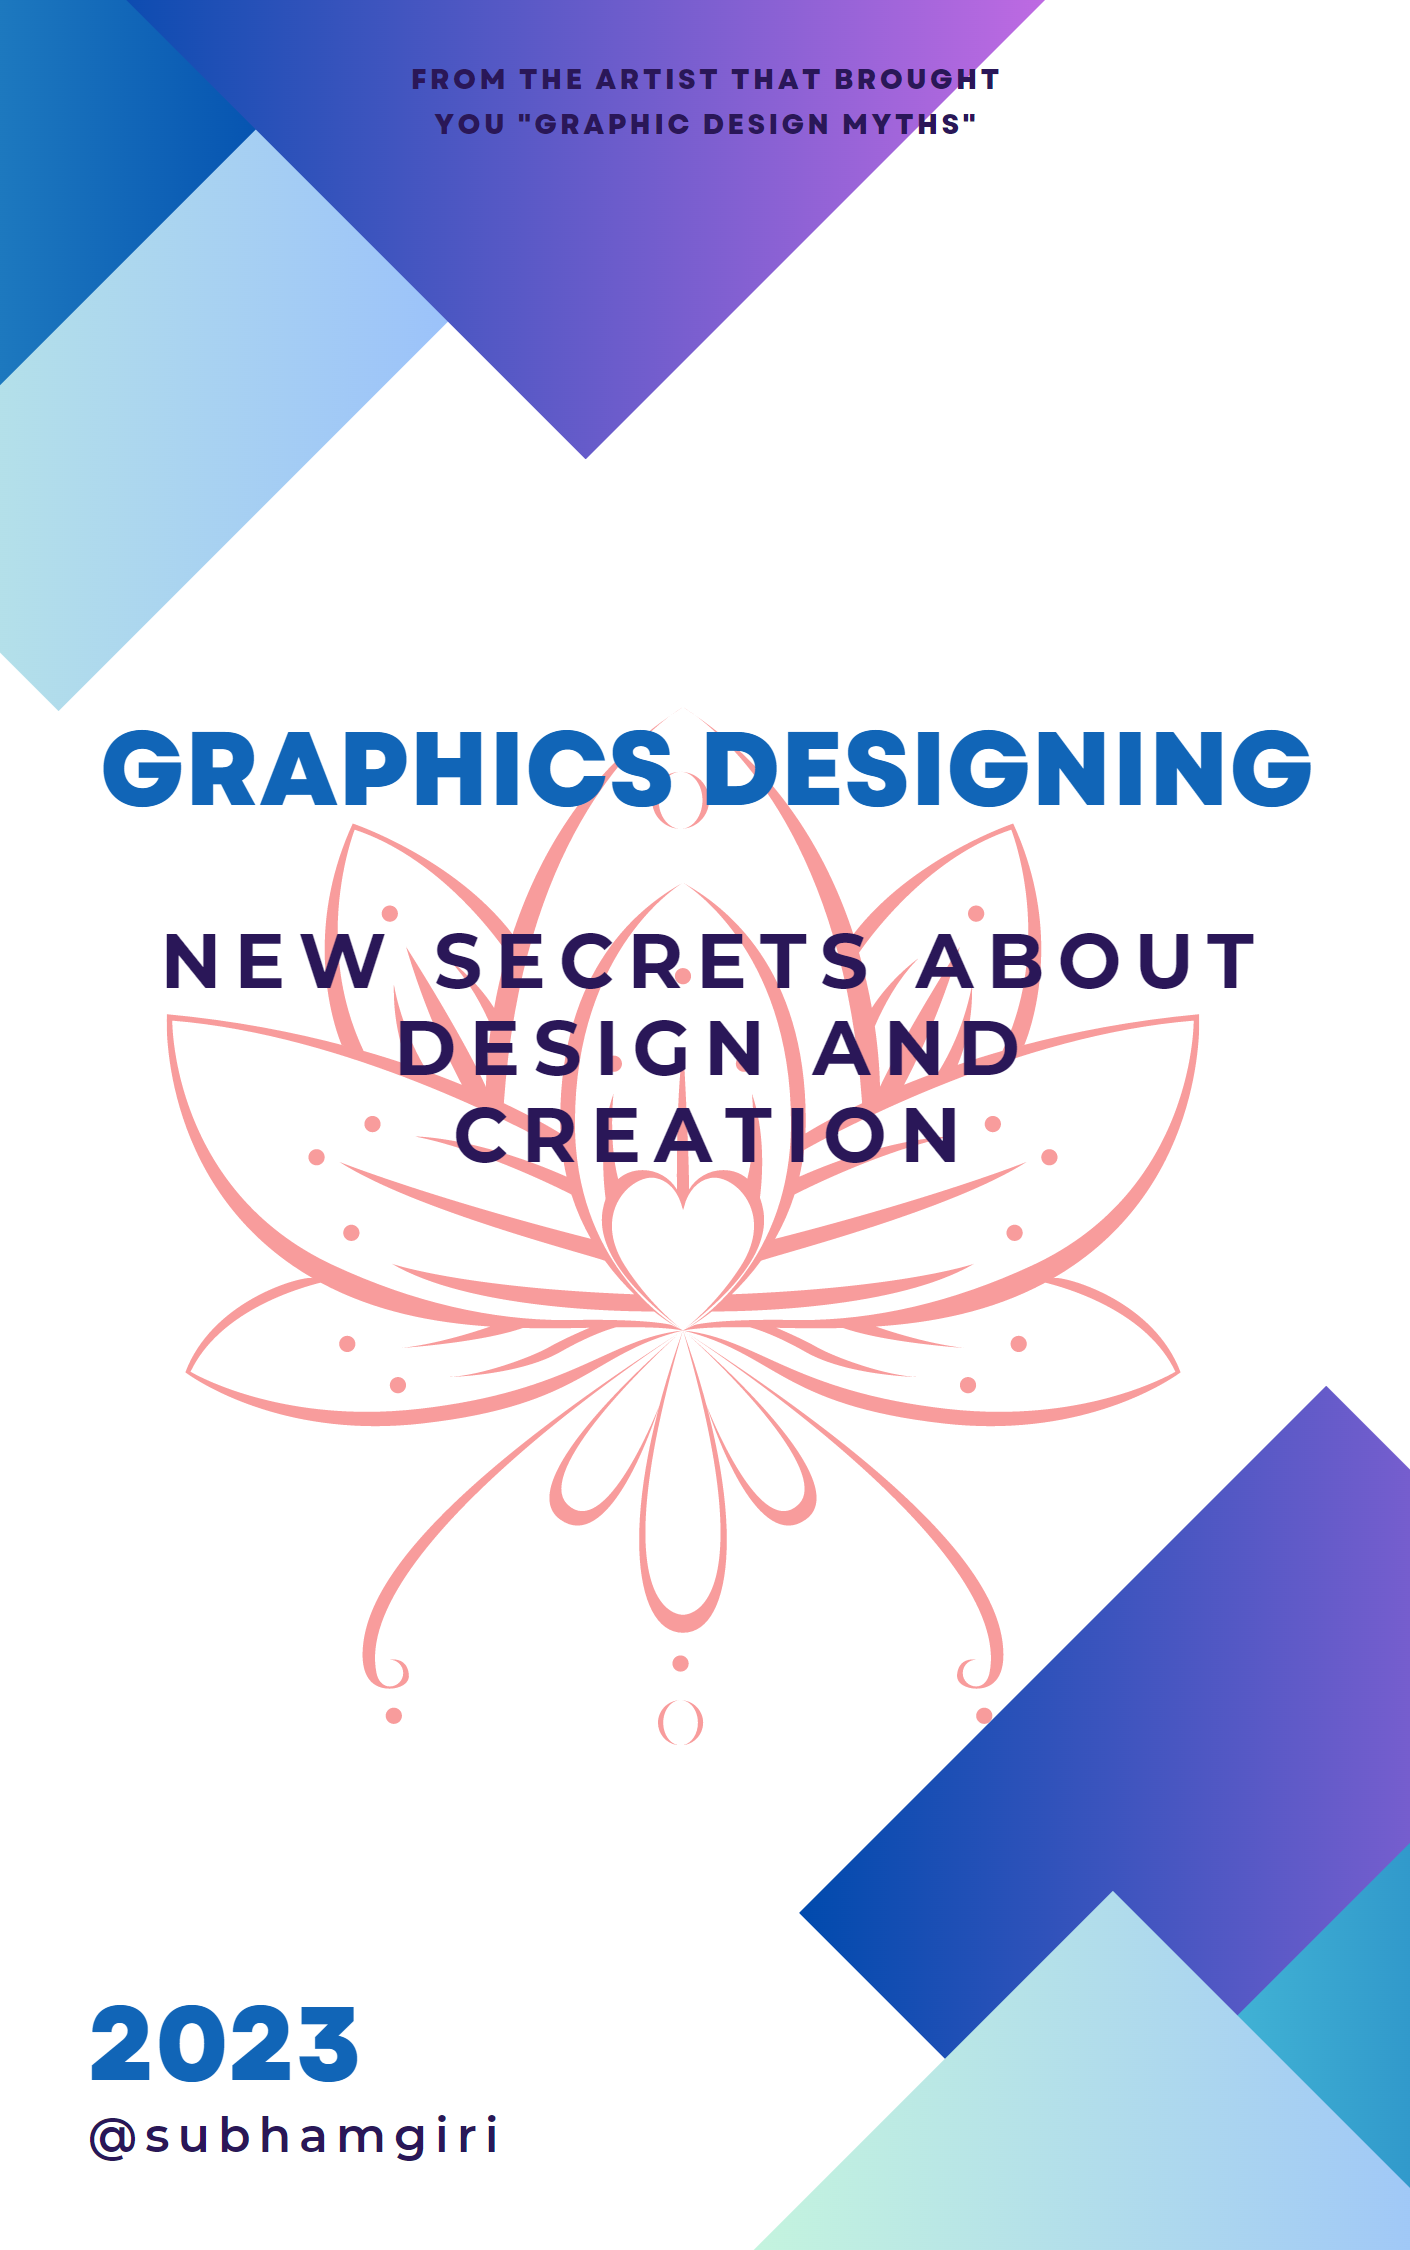 FROM THE ARTIST THAT BROUGHT
YOU "GRAPHIC DESIGN MYTHS"
GRAPHICS DESIGNING
NEW SECRETS ABOUT
DESIGN AND
CREATION
2023
@subhamgiri